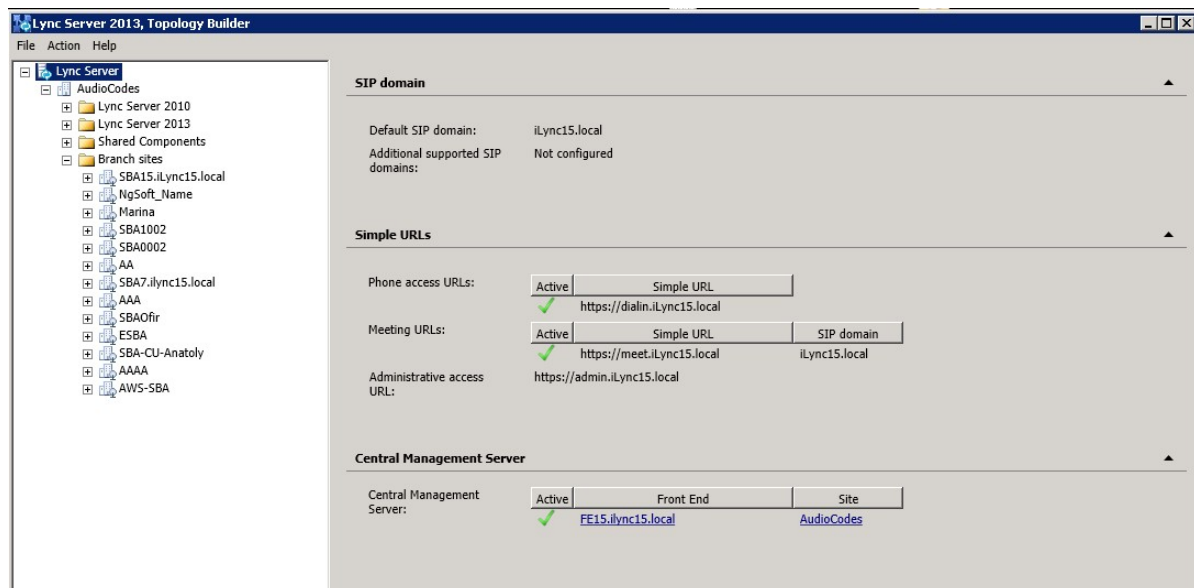 Lync Server 2013, Topology Builder
File Action Help
Lync Server
AudioCodes
Lync Server 2010
Lync Server 2013
Shared Components
Branch sites
SBA15.iLync15.local
NgSoft_Name
Marina
SBA1002
SBA0002
AA
SBA7.ilync15.local
AAA
SBAOfir
ESBA
SBA-CU-Anatoly
AAAA
AWS-SBA
SIP domain
Default SIP domain: iLync15.local
Additional supported SIP Not configured
domains:
Simple URLs
Phone access URLs: Active Simple URL
https://dialin.iLync15.local
Meeting URLs: Active Simple URL SIP domain
https://meet.iLync15.local iLync15.local
Administrative access https://admin.iLync15.local
URL:
Central Management Server
Central Management Active Front End Site
Server: FE15.ilync15.local AudioCodes